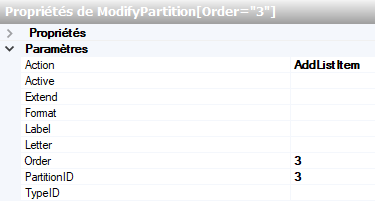 Propriétés de ModifyPartition[Order="3"]
Propriétés
Paramètres
Action AddListItem
Active
Extend
Format
Label
Letter
Order 3
PartitionID 3
TypeID